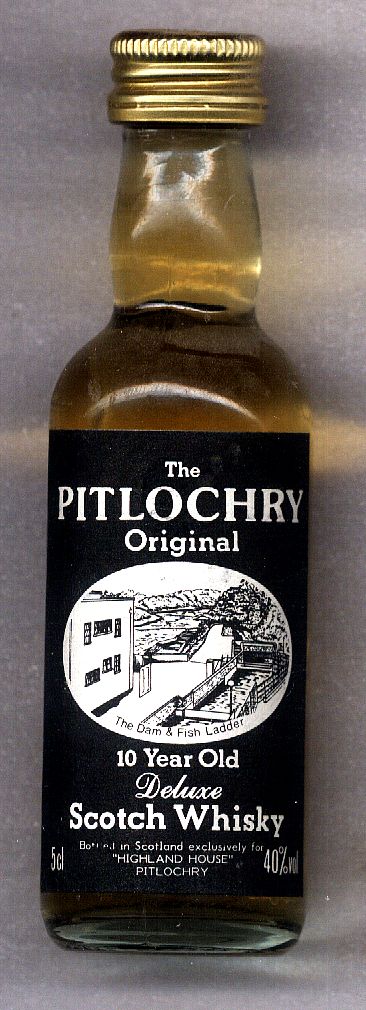 The
PITLOCHRY
Original
The Dam & Fish Ladder
10 Year Old
Deluxe
Scotch Whisky
Bottled in Scotland exclusively for
"HIGHLAND HOUSE"
PITLOCHRY
5cl
40%vol